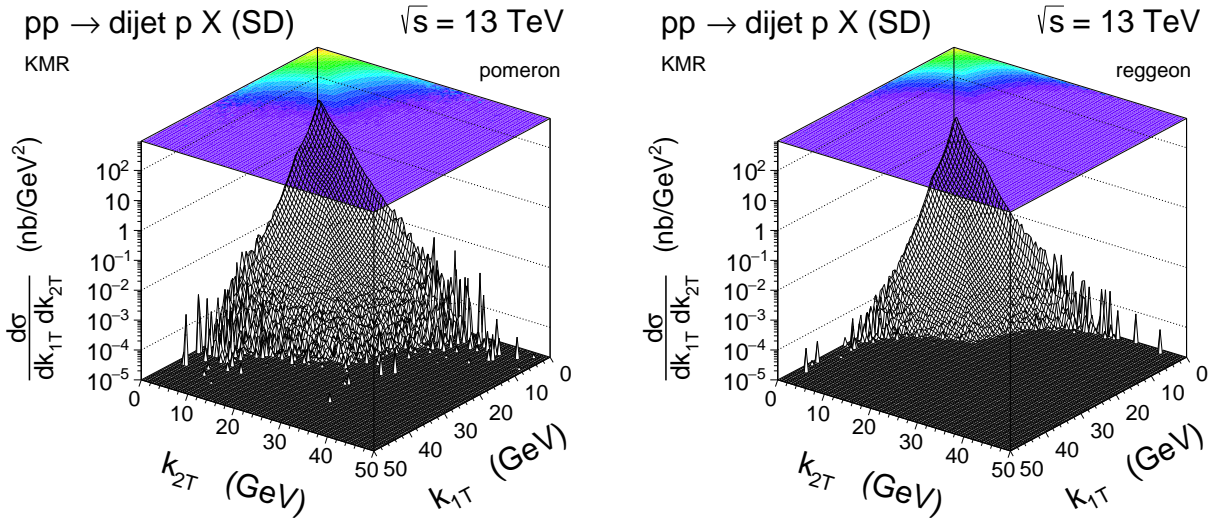 pp → dijet p X (SD) √s = 13 TeV
KMR
pomeron
dσ/dk₁T dk₂T (nb/GeV²)
10²
10
1
10⁻¹
10⁻²
10⁻³
10⁻⁴
10⁻⁵
0 10 20 30 40 50
k₂T (GeV)
50 40 30 20 10 0
k₁T (GeV)
pp → dijet p X (SD) √s = 13 TeV
KMR
reggeon
dσ/dk₁T dk₂T (nb/GeV²)
10²
10
1
10⁻¹
10⁻²
10⁻³
10⁻⁴
10⁻⁵
0 10 20 30 40 50
k₂T (GeV)
50 40 30 20 10 0
k₁T (GeV)